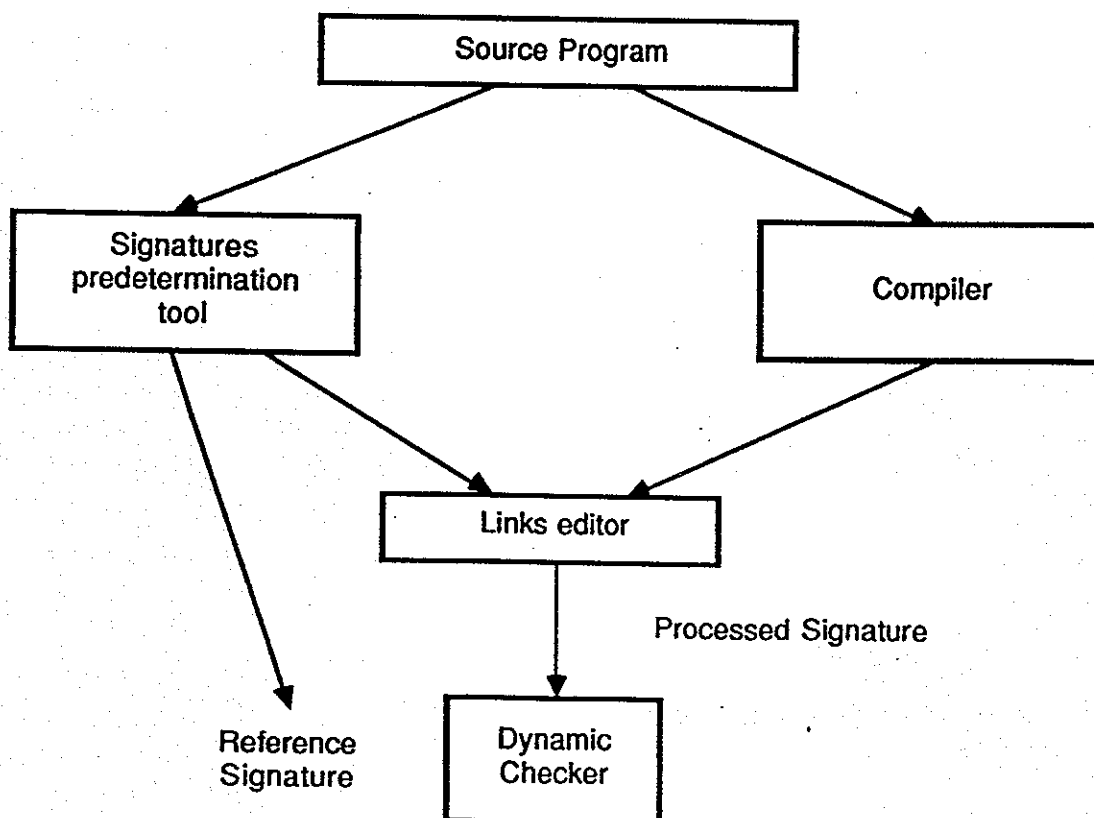 Source Program
Signatures
predetermination
tool
Compiler
Links editor
Processed Signature
Reference
Signature
Dynamic
Checker